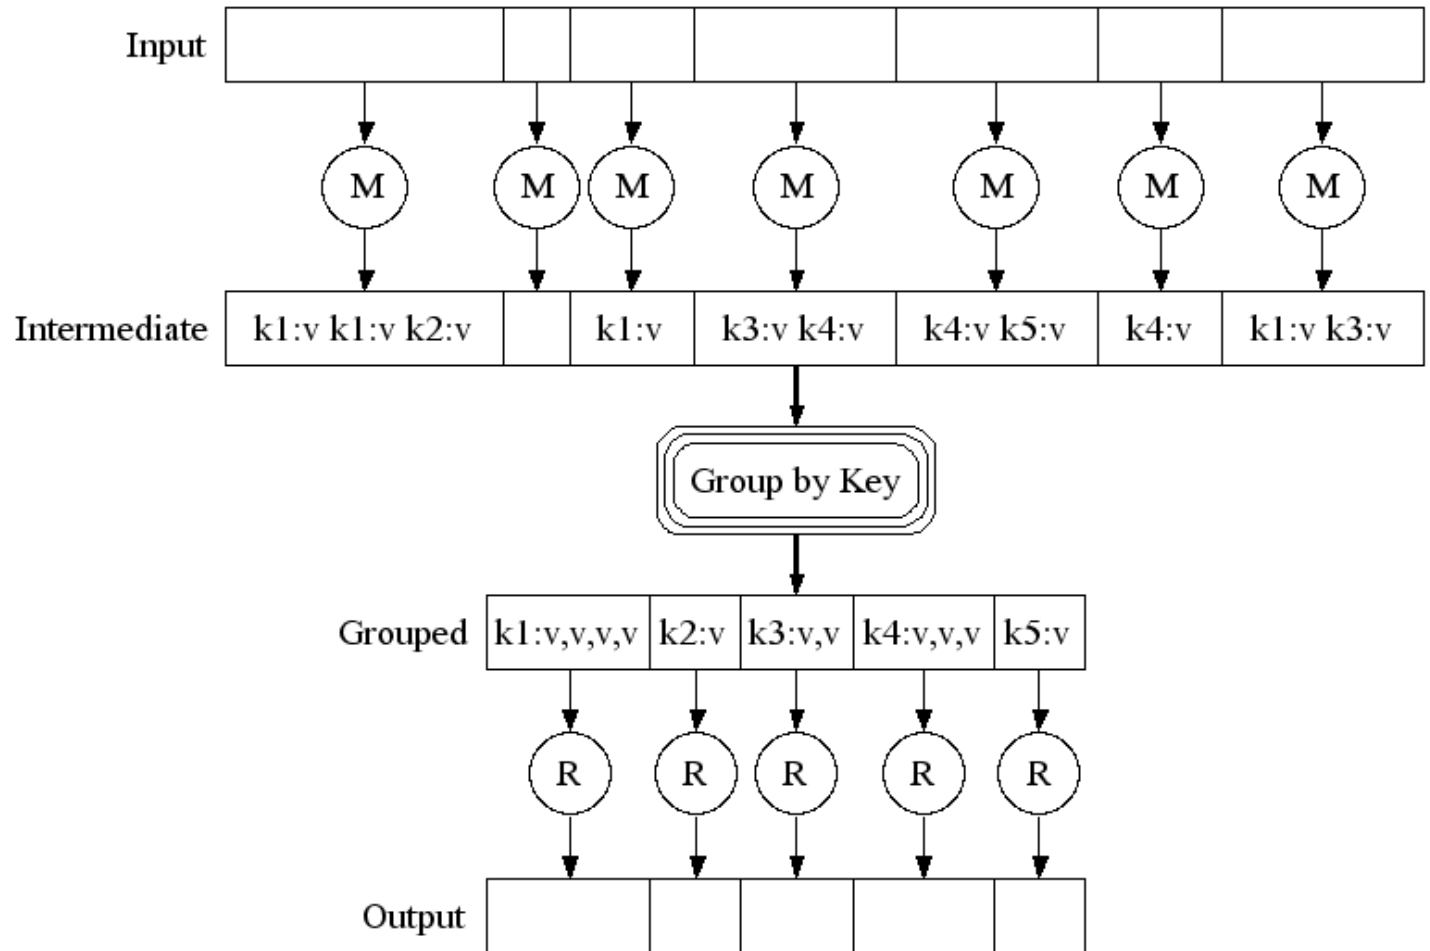 Input
M M M M M M M
Intermediate k1:v k1:v k2:v k1:v k3:v k4:v k4:v k5:v k4:v k1:v k3:v
Group by Key
Grouped k1:v,v,v,v k2:v k3:v,v k4:v,v,v k5:v
R R R R R
Output